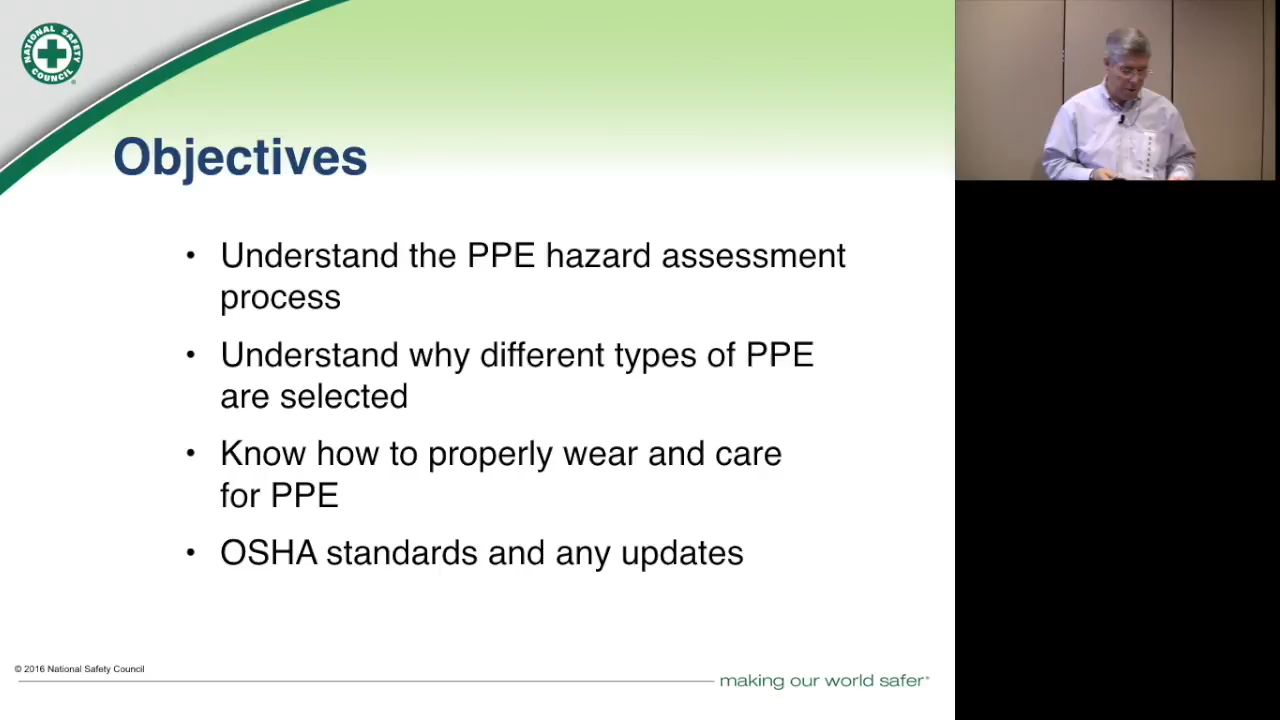 NATIONAL SAFETY
COUNCIL
Objectives
• Understand the PPE hazard assessment
process
• Understand why different types of PPE
are selected
• Know how to properly wear and care
for PPE
• OSHA standards and any updates
© 2016 National Safety Council
making our world safer®